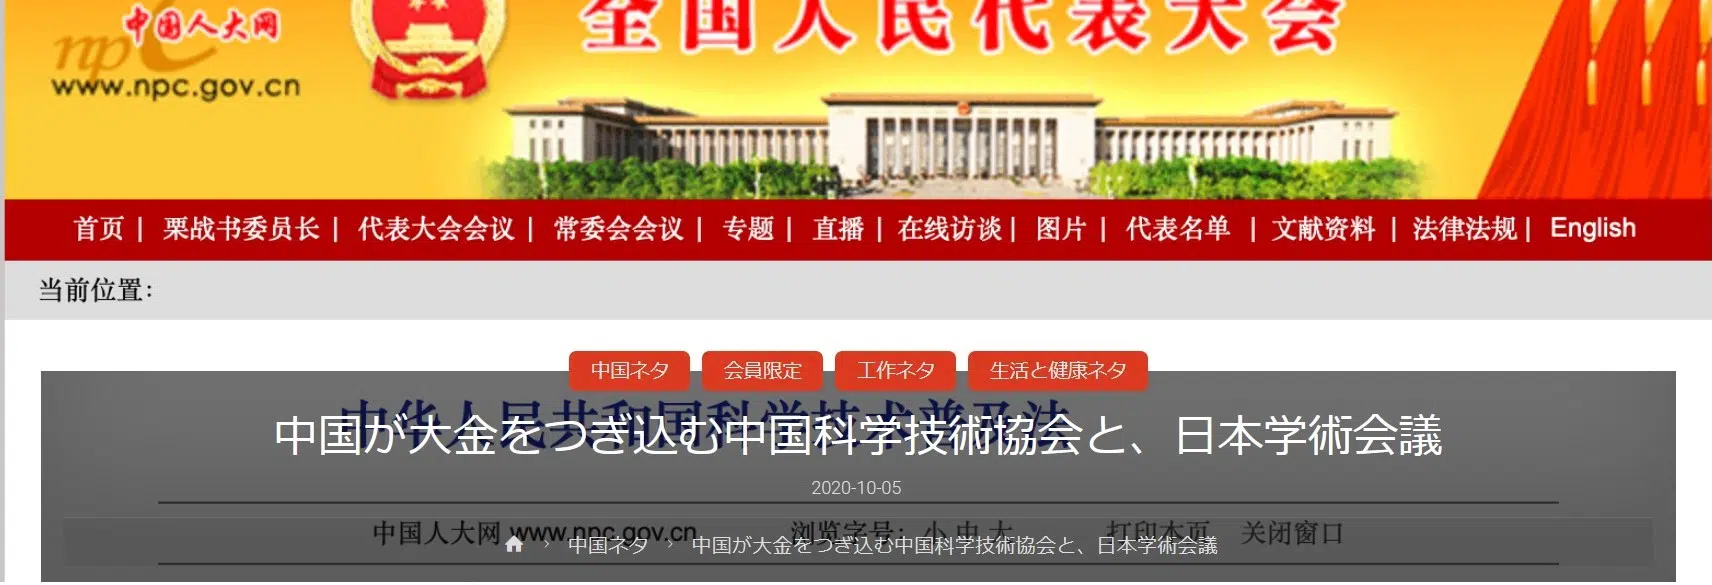 中国人大网
npc
www.npc.gov.cn
全国人民代表大会
首页 | 栗战书委员长 | 代表大会会议 | 常委会会议 | 专题 | 直播 | 在线访谈 | 图片 | 代表名单 | 文献资料 | 法律法规 | English
当前位置：
中国ネタ 会員限定 工作ネタ 生活と健康ネタ
中华人民共和国科学技术普及法
中国が大金をつぎ込む中国科学技術協会と、日本学術会議
2020-10-05
中国人大网 www.npc.gov.cn 浏览字号：小 中 大 打印本页 关闭窗口
中国ネタ › 中国が大金をつぎ込む中国科学技術協会と、日本学術会議